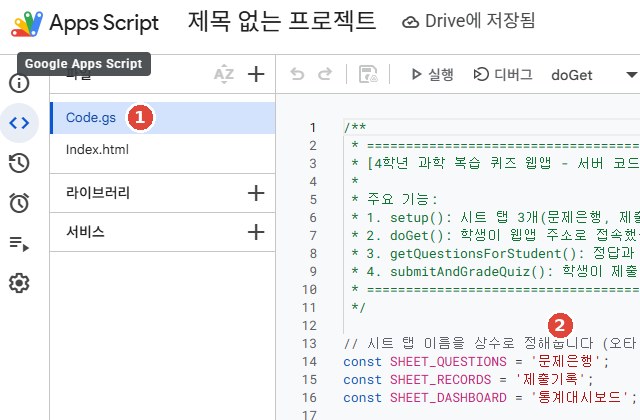 Apps Script
제목 없는 프로젝트
Drive에 저장됨
Google Apps Script
AZ
실행
디버그
doGet
Code.gs
1
Index.html
라이브러리
서비스
1 /**
2 * ====================================
3 * [4학년 과학 복습 퀴즈 웹앱 - 서버 코드
4 *
5 * 주요 기능:
6 * 1. setup(): 시트 탭 3개(문제은행, 제출
7 * 2. doGet(): 학생이 웹앱 주소로 접속했
8 * 3. getQuestionsForStudent(): 정답과
9 * 4. submitAndGradeQuiz(): 학생이 제출
10 * ====================================
11 */
12
2
13 // 시트 탭 이름을 상수로 정해둡니다 (오타
14 const SHEET_QUESTIONS = '문제은행';
15 const SHEET_RECORDS = '제출기록';
16 const SHEET_DASHBOARD = '통계대시보드';
17